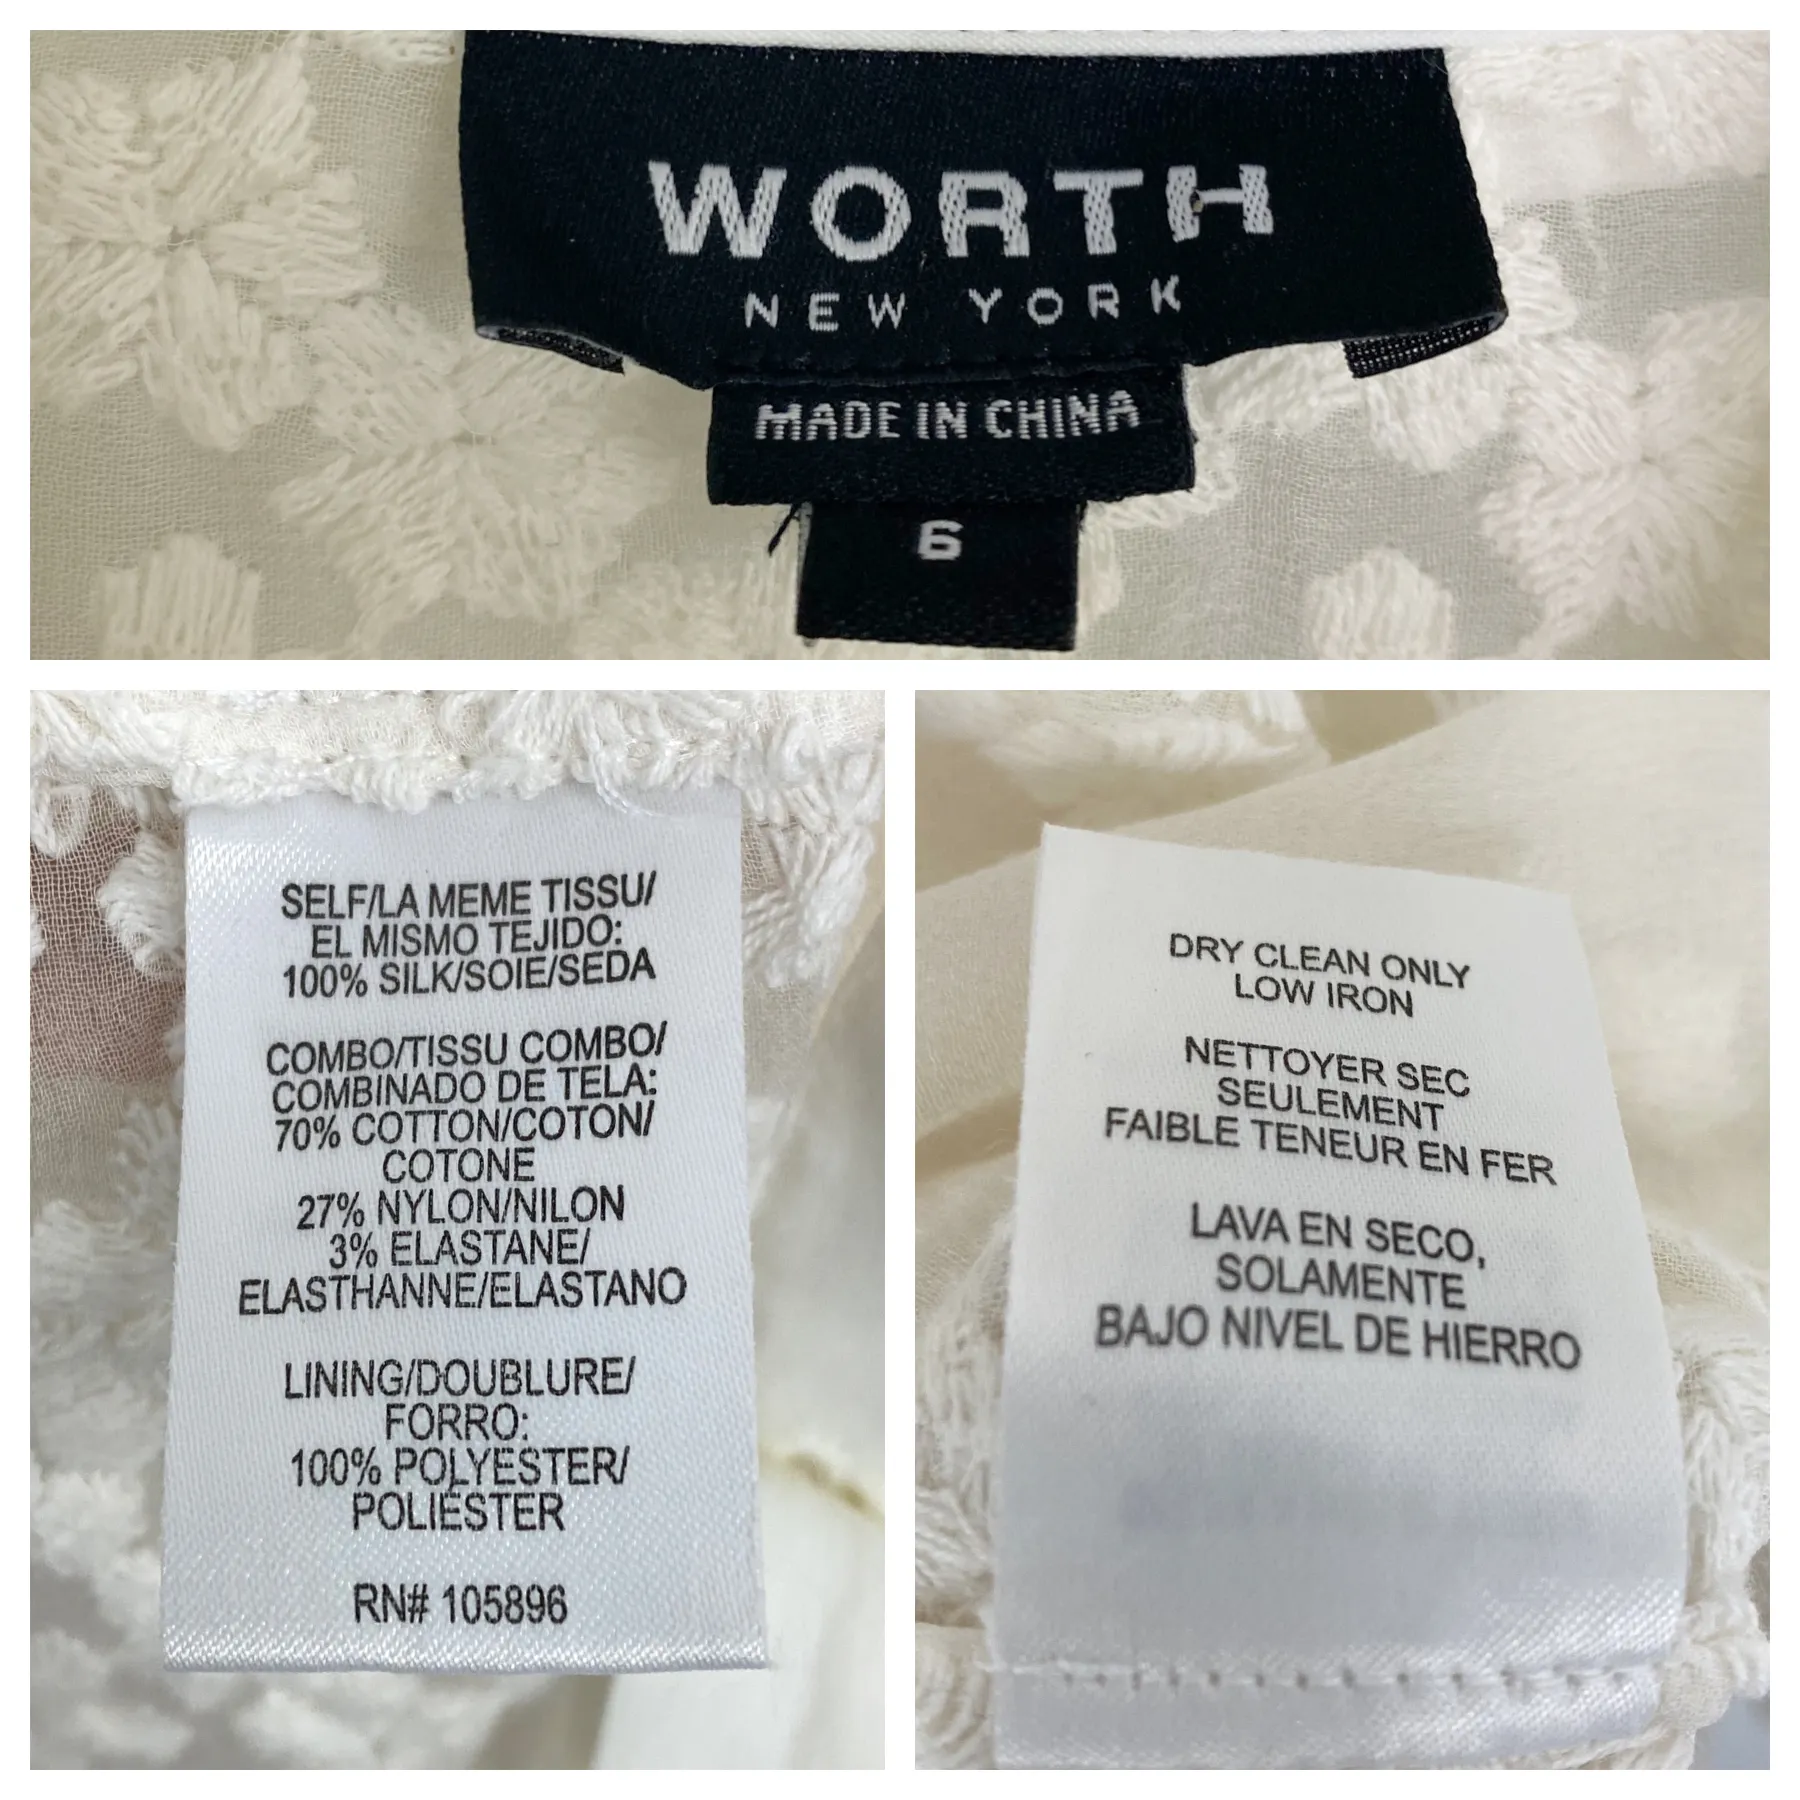 WORTH
NEW YORK
MADE IN CHINA
6
SELF/LA MEME TISSU/
EL MISMO TEJIDO:
100% SILK/SOIE/SEDA
COMBO/TISSU COMBO/
COMBINADO DE TELA:
70% COTTON/COTON/
COTONE
27% NYLON/NILON
3% ELASTANE/
ELASTHANNE/ELASTANO
LINING/DOUBLURE/
FORRO:
100% POLYESTER/
POLIÉSTER
RN# 105896
DRY CLEAN ONLY
LOW IRON
NETTOYER SEC
SEULEMENT
FAIBLE TENEUR EN FER
LAVA EN SECO,
SOLAMENTE
BAJO NIVEL DE HIERRO